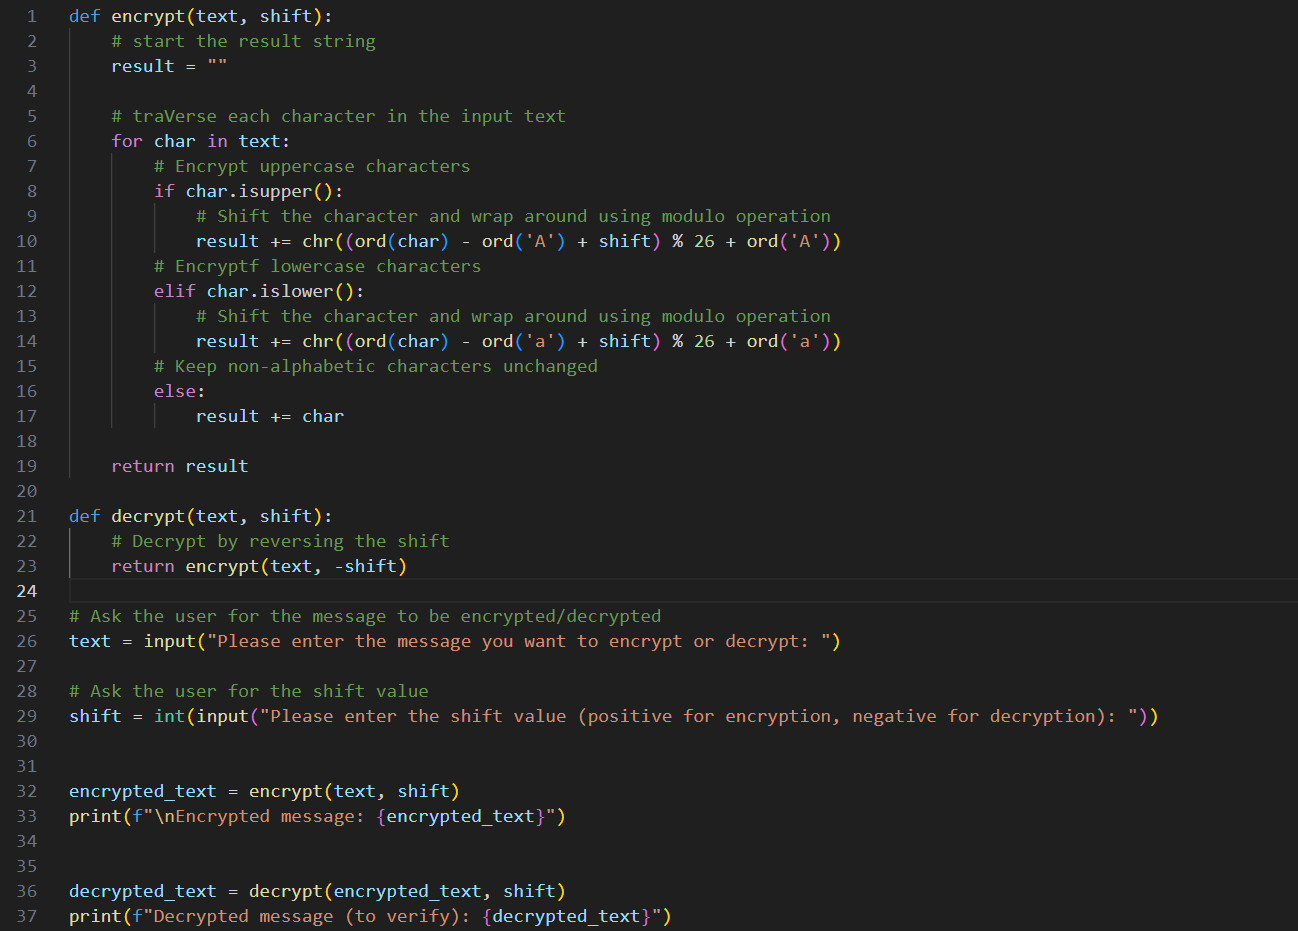 1 def encrypt(text, shift):
2     # start the result string
3     result = ""
4
5     # traVerse each character in the input text
6     for char in text:
7         # Encrypt uppercase characters
8         if char.isupper():
9             # Shift the character and wrap around using modulo operation
10             result += chr((ord(char) - ord('A') + shift) % 26 + ord('A'))
11         # Encryptf lowercase characters
12         elif char.islower():
13             # Shift the character and wrap around using modulo operation
14             result += chr((ord(char) - ord('a') + shift) % 26 + ord('a'))
15         # Keep non-alphabetic characters unchanged
16         else:
17             result += char
18
19     return result
20
21 def decrypt(text, shift):
22     # Decrypt by reversing the shift
23     return encrypt(text, -shift)
24
25 # Ask the user for the message to be encrypted/decrypted
26 text = input("Please enter the message you want to encrypt or decrypt: ")
27
28 # Ask the user for the shift value
29 shift = int(input("Please enter the shift value (positive for encryption, negative for decryption): "))
30
31
32 encrypted_text = encrypt(text, shift)
33 print(f"\nEncrypted message: {encrypted_text}")
34
35
36 decrypted_text = decrypt(encrypted_text, shift)
37 print(f"Decrypted message (to verify): {decrypted_text}")